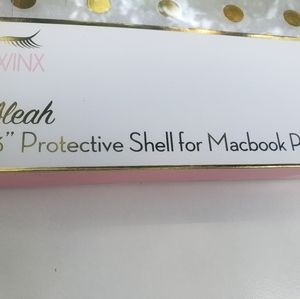 WINX
Aleah
3" Protective Shell for Macbook P